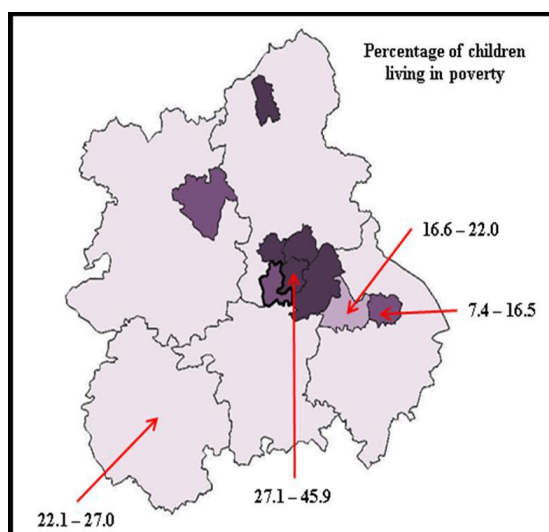 Percentage of children
living in poverty
16.6 – 22.0
7.4 – 16.5
27.1 – 45.9
22.1 – 27.0